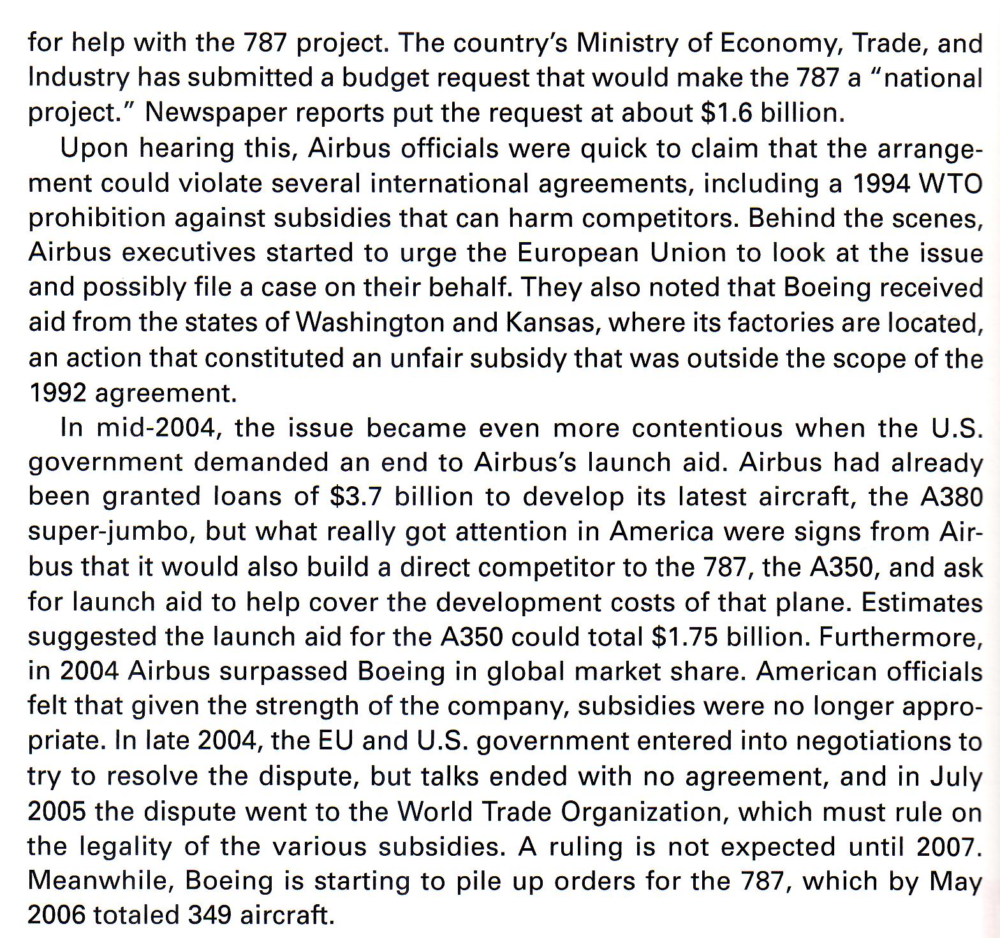 for help with the 787 project. The country’s Ministry of Economy, Trade, and
Industry has submitted a budget request that would make the 787 a “national
project.” Newspaper reports put the request at about $1.6 billion.
Upon hearing this, Airbus officials were quick to claim that the arrange-
ment could violate several international agreements, including a 1994 WTO
prohibition against subsidies that can harm competitors. Behind the scenes,
Airbus executives started to urge the European Union to look at the issue
and possibly file a case on their behalf. They also noted that Boeing received
aid from the states of Washington and Kansas, where its factories are located,
an action that constituted an unfair subsidy that was outside the scope of the
1992 agreement.
In mid-2004, the issue became even more contentious when the U.S.
government demanded an end to Airbus’s launch aid. Airbus had already
been granted loans of $3.7 billion to develop its latest aircraft, the A380
super-jumbo, but what really got attention in America were signs from Air-
bus that it would also build a direct competitor to the 787, the A350, and ask
for launch aid to help cover the development costs of that plane. Estimates
suggested the launch aid for the A350 could total $1.75 billion. Furthermore,
in 2004 Airbus surpassed Boeing in global market share. American officials
felt that given the strength of the company, subsidies were no longer appro-
priate. In late 2004, the EU and U.S. government entered into negotiations to
try to resolve the dispute, but talks ended with no agreement, and in July
2005 the dispute went to the World Trade Organization, which must rule on
the legality of the various subsidies. A ruling is not expected until 2007.
Meanwhile, Boeing is starting to pile up orders for the 787, which by May
2006 totaled 349 aircraft.